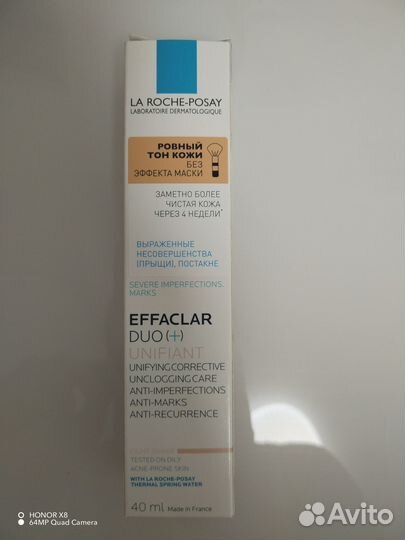 LA ROCHE-POSAY
LABORATOIRE DERMATOLOGIQUE
РОВНЫЙ
ТОН КОЖИ
БЕЗ
ЭФФЕКТА МАСКИ
ЗАМЕТНО БОЛЕЕ
ЧИСТАЯ КОЖА
ЧЕРЕЗ 4 НЕДЕЛИ*
ВЫРАЖЕННЫЕ
НЕСОВЕРШЕНСТВА
(ПРЫЩИ), ПОСТАКНЕ
SEVERE IMPERFECTIONS,
MARKS
EFFACLAR
DUO(+)
UNIFIANT
UNIFYING CORRECTIVE
UNCLOGGING CARE
ANTI-IMPERFECTIONS
ANTI-MARKS
ANTI-RECURRENCE
LIGHT SHADE
TESTED ON OILY
ACNE-PRONE SKIN
WITH LA ROCHE-POSAY
THERMAL SPRING WATER
40 ml Made in France
HONOR X8
64MP Quad Camera
Avito